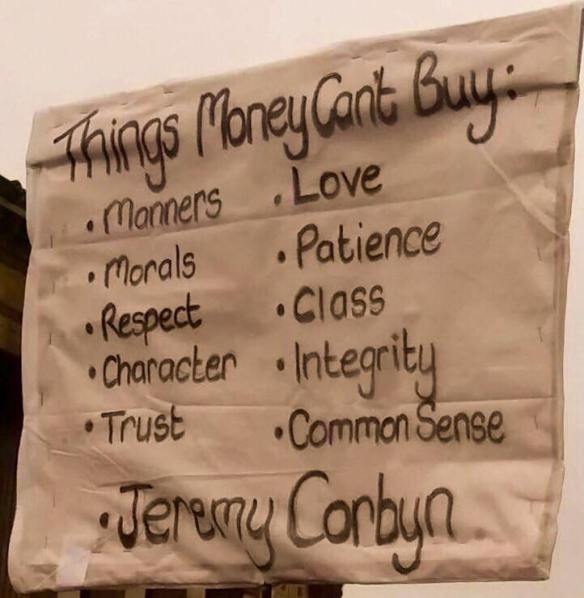 Things Money Can't Buy:
• Manners
• Morals
• Respect
• Character
• Trust
• Love
• Patience
• Class
• Integrity
• Common Sense
• Jeremy Corbyn